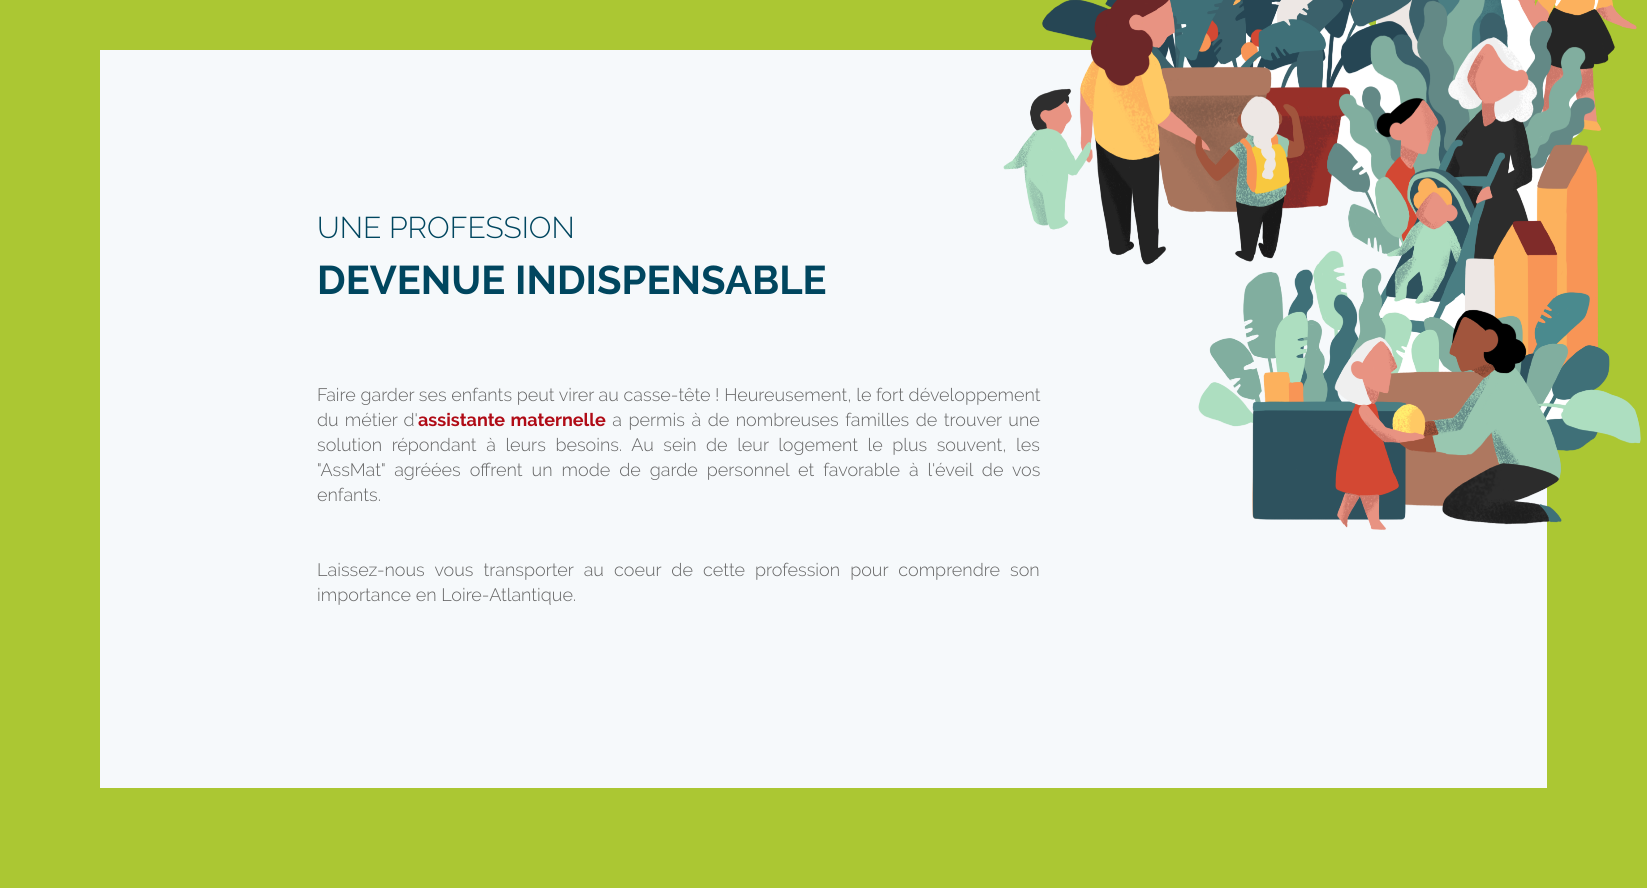 UNE PROFESSION
DEVENUE INDISPENSABLE
Faire garder ses enfants peut virer au casse-tête ! Heureusement, le fort développement
du métier d'assistante maternelle a permis à de nombreuses familles de trouver une
solution répondant à leurs besoins. Au sein de leur logement le plus souvent, les
"AssMat" agréées offrent un mode de garde personnel et favorable à l'éveil de vos
enfants.
Laissez-nous vous transporter au coeur de cette profession pour comprendre son
importance en Loire-Atlantique.